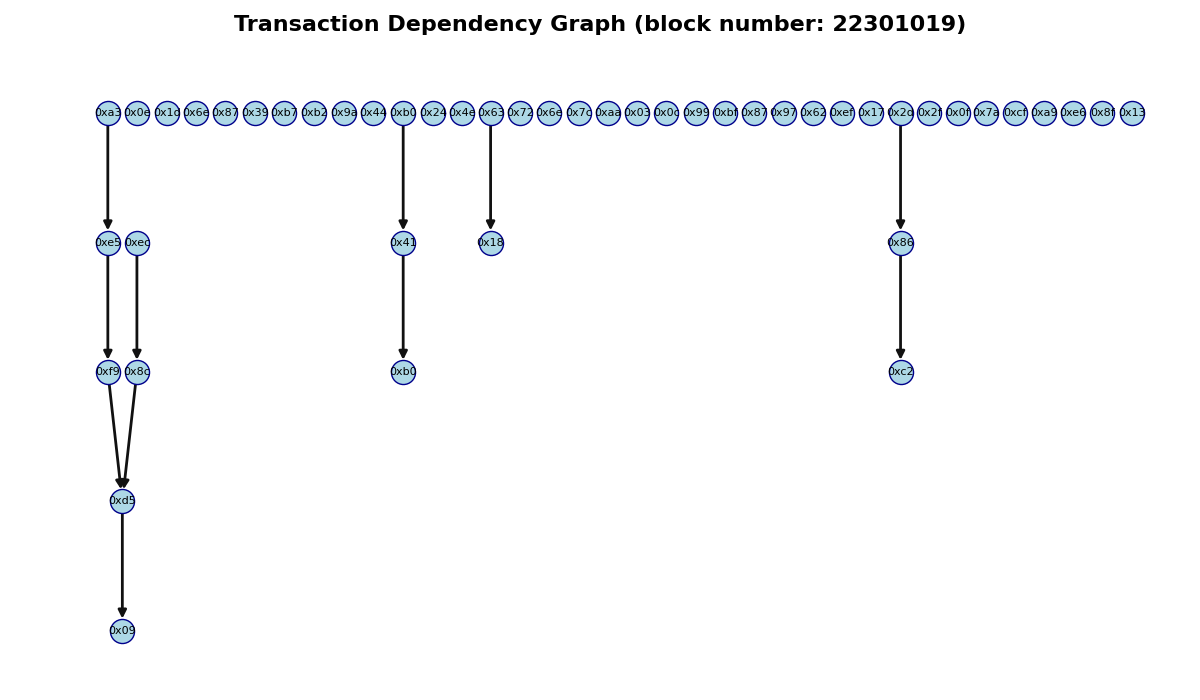 Transaction Dependency Graph (block number: 22301019)
0xa3 0x0e 0x1d 0x6e 0x87 0x39 0xb7 0xb2 0x9a 0x44 0xb0 0x24 0x4e 0x63 0x72 0x6e 0x7c 0xaa 0x03 0x0c 0x99 0xbf 0x87 0x97 0x62 0xef 0x17 0x2d 0x2f 0x0f 0x7a 0xcf 0xa9 0xe6 0x8f 0x13
0xe5 0xec 0x41 0x18 0x86
0xf9 0x8c 0xb0 0xc2
0xd5
0x09